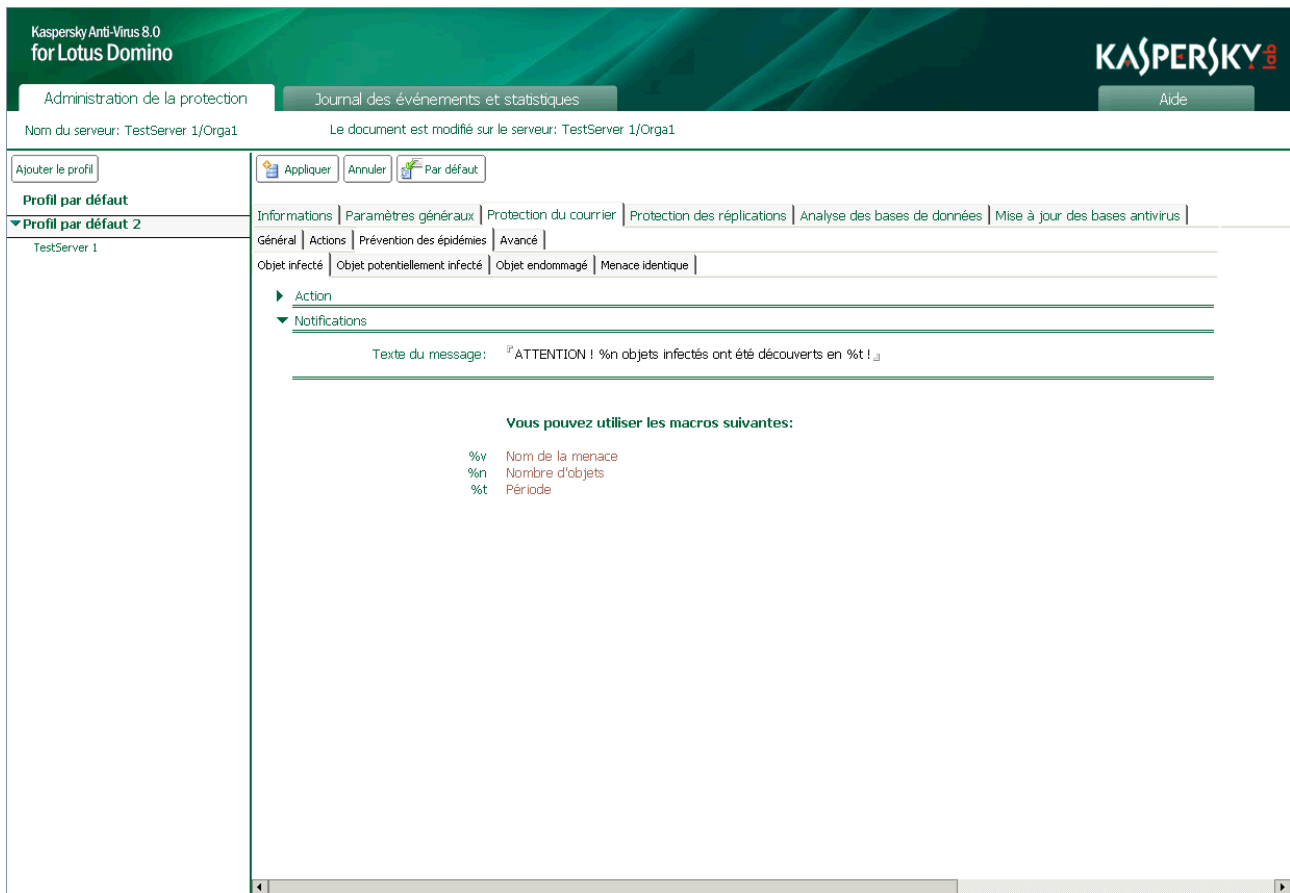 Kaspersky Anti-Virus 8.0
for Lotus Domino
KASPERSKY lab
Administration de la protection
Journal des événements et statistiques
Aide
Nom du serveur: TestServer 1/Orga1
Le document est modifié sur le serveur: TestServer 1/Orga1
Ajouter le profil
Appliquer
Annuler
Par défaut
Profil par défaut
Profil par défaut 2
TestServer 1
Informations
Paramètres généraux
Protection du courrier
Protection des réplications
Analyse des bases de données
Mise à jour des bases antivirus
Général
Actions
Prévention des épidémies
Avancé
Objet infecté
Objet potentiellement infecté
Objet endommagé
Menace identique
Action
Notifications
Texte du message: ATTENTION ! %n objets infectés ont été découverts en %t !
Vous pouvez utiliser les macros suivantes:
%v Nom de la menace
%n Nombre d'objets
%t Période